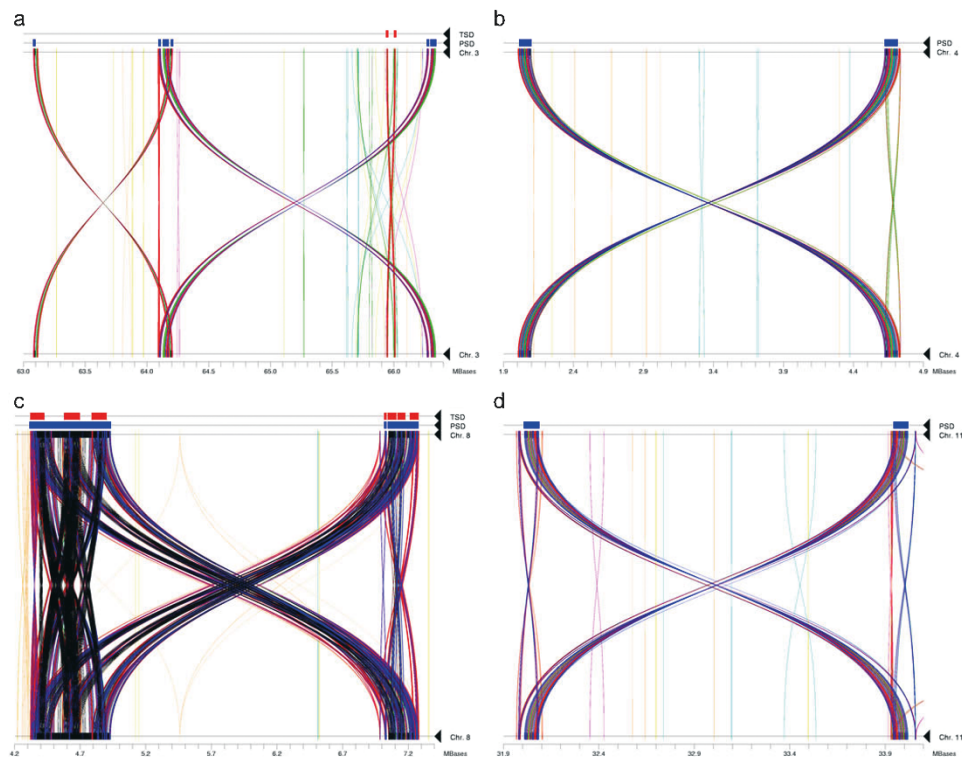 a
TSD
PSD
Chr. 3
Chr. 3
63.0 63.5 64.0 64.5 65.0 65.5 66.0 MBases
b
PSD
Chr. 4
Chr. 4
1.9 2.4 2.9 3.4 3.9 4.4 4.9
MBases
c
TSD
PSD
Chr. 8
Chr. 8
4.2 4.7 5.2 5.7 6.2 6.7 7.2 MBases
d
PSD
Chr. 11
Chr. 11
31.9 32.4 32.9 33.4 33.9 MBases